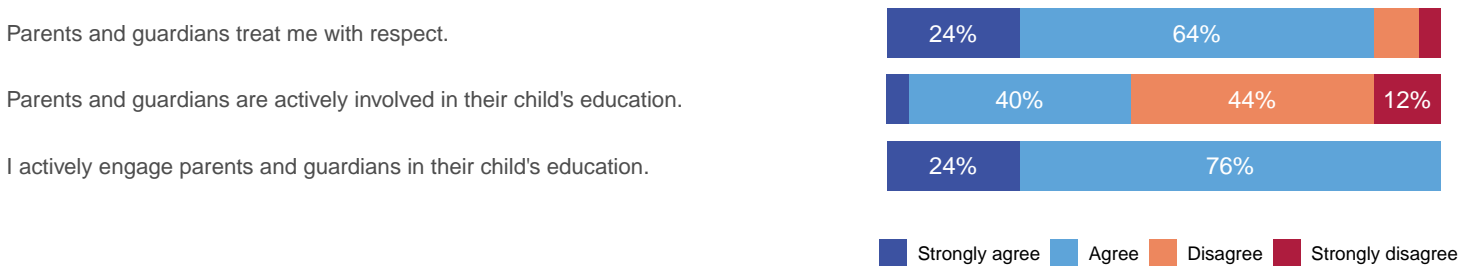 Parents and guardians treat me with respect. 24% 64%
Parents and guardians are actively involved in their child's education. 40% 44% 12%
I actively engage parents and guardians in their child's education. 24% 76%
Strongly agree Agree Disagree Strongly disagree